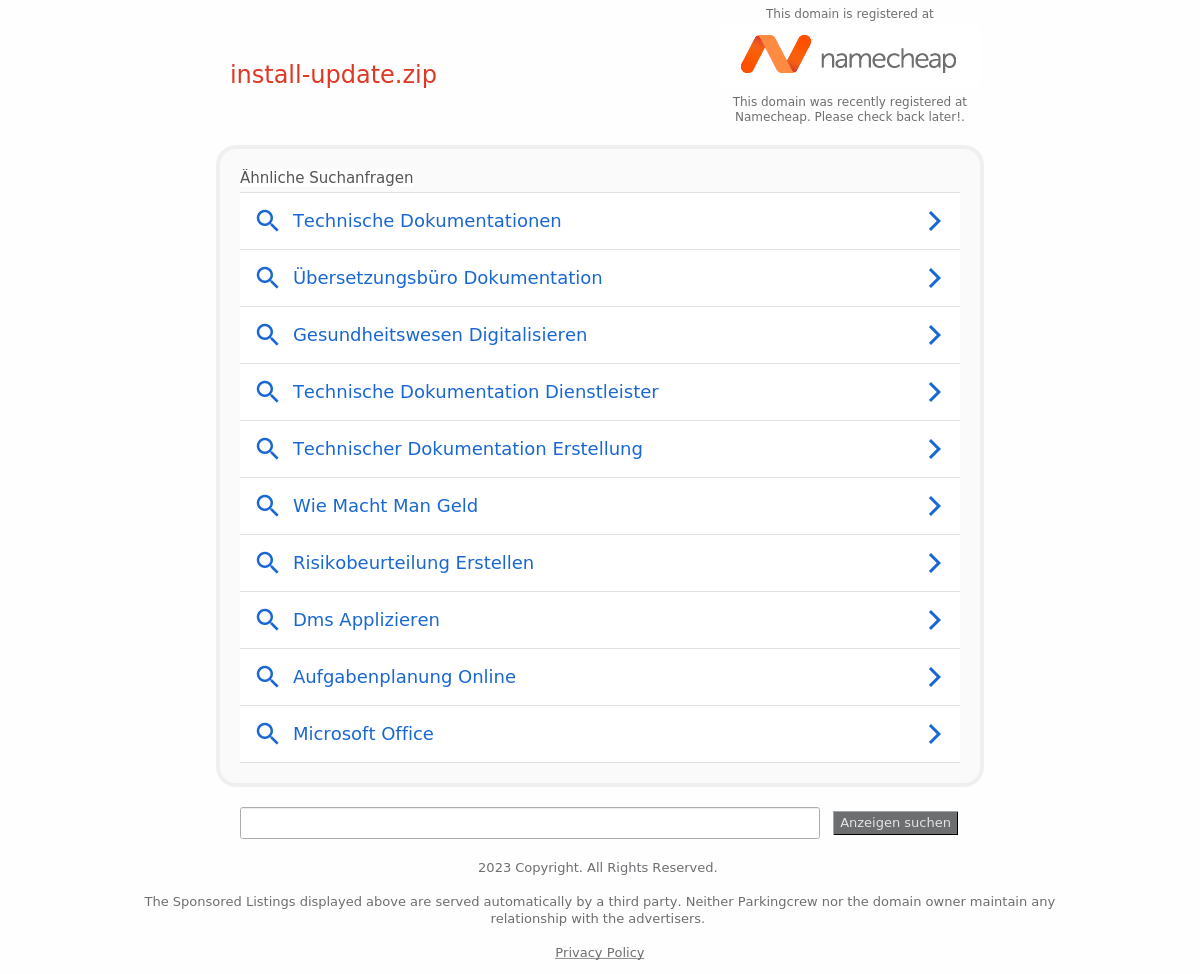 This domain is registered at
namecheap
install-update.zip
This domain was recently registered at
Namecheap. Please check back later!.
Ähnliche Suchanfragen
Technische Dokumentationen
Übersetzungsbüro Dokumentation
Gesundheitswesen Digitalisieren
Technische Dokumentation Dienstleister
Technischer Dokumentation Erstellung
Wie Macht Man Geld
Risikobeurteilung Erstellen
Dms Applizieren
Aufgabenplanung Online
Microsoft Office
Anzeigen suchen
2023 Copyright. All Rights Reserved.
The Sponsored Listings displayed above are served automatically by a third party. Neither Parkingcrew nor the domain owner maintain any
relationship with the advertisers.
Privacy Policy